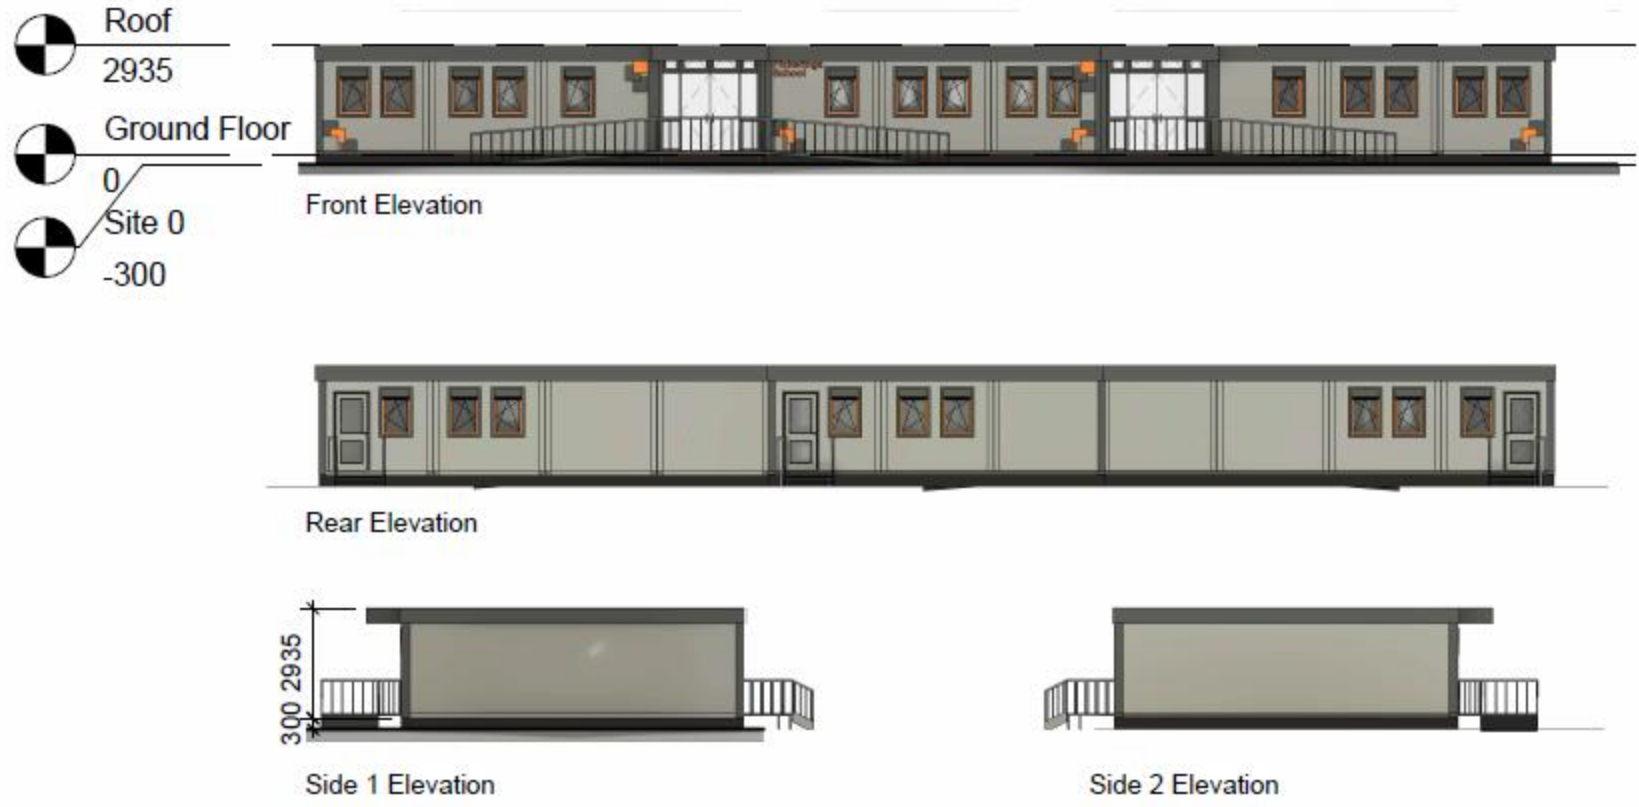 Roof
2935
Ground Floor
0
Site 0
-300
School
Front Elevation
Rear Elevation
300 2935
Side 1 Elevation
Side 2 Elevation